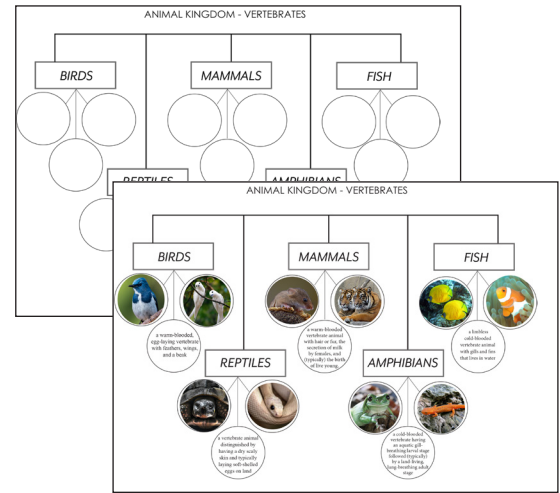 ANIMAL KINGDOM - VERTEBRATES
BIRDS
MAMMALS
FISH
REPTILES
AMPHIBIANS
ANIMAL KINGDOM - VERTEBRATES
BIRDS
MAMMALS
FISH
a warm-blooded,
egg-laying vertebrate
with feathers, wings,
and a beak
a warm-blooded
vertebrate animal
with hair or fur, the
secretion of milk
by females, and
(typically) the birth
of live young.
a limbless
cold-blooded
vertebrate animal
with gills and fins
that lives in water
REPTILES
AMPHIBIANS
a vertebrate animal
distinguished by
having a dry scaly
skin and typically
laying soft-shelled
eggs on land
a cold-blooded
vertebrate having
an aquatic gill-
breathing larval stage
followed (typically)
by a land-living,
lung-breathing adult
stage